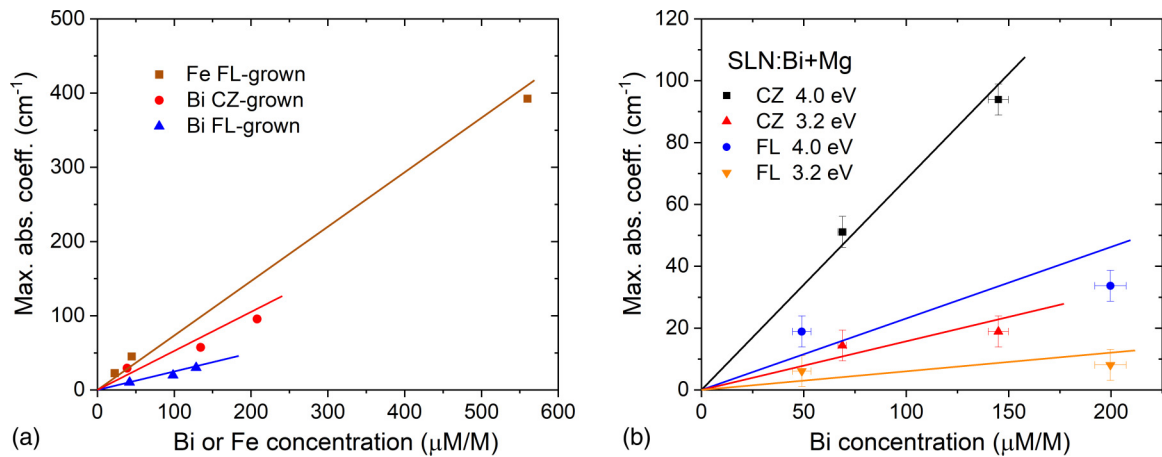 500
400
300
200
100
0
0 100 200 300 400 500 600
Max. abs. coeff. (cm⁻¹)
Bi or Fe concentration (μM/M)
Fe FL-grown
Bi CZ-grown
Bi FL-grown
(a)
120
100
80
60
40
20
0
0 50 100 150 200
Max. abs. coeff. (cm⁻¹)
Bi concentration (μM/M)
SLN:Bi+Mg
CZ 4.0 eV
CZ 3.2 eV
FL 4.0 eV
FL 3.2 eV
(b)